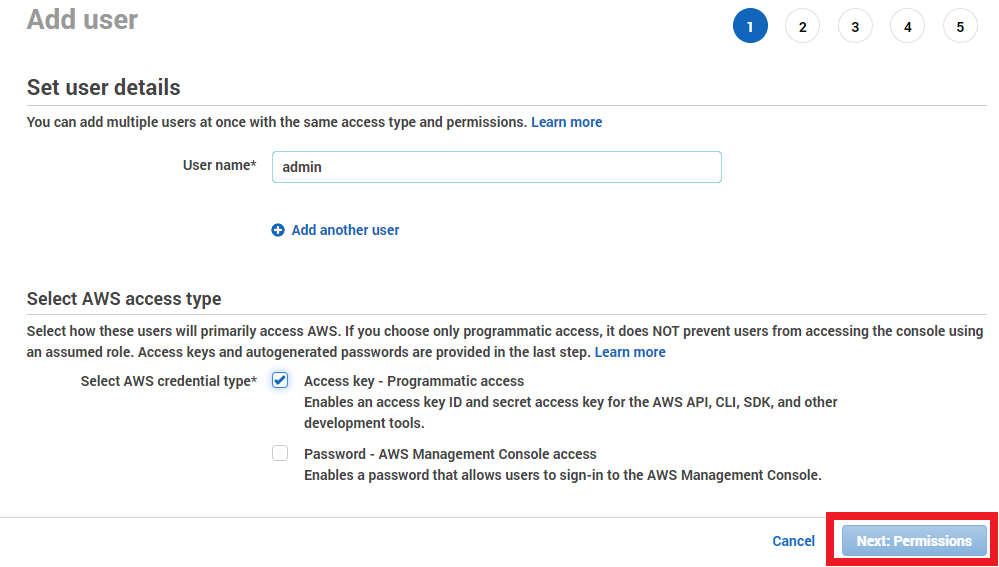 Add user
1 2 3 4 5
Set user details
You can add multiple users at once with the same access type and permissions. Learn more
User name* admin
Add another user
Select AWS access type
Select how these users will primarily access AWS. If you choose only programmatic access, it does NOT prevent users from accessing the console using
an assumed role. Access keys and autogenerated passwords are provided in the last step. Learn more
Select AWS credential type* Access key - Programmatic access
Enables an access key ID and secret access key for the AWS API, CLI, SDK, and other
development tools.
Password - AWS Management Console access
Enables a password that allows users to sign-in to the AWS Management Console.
Cancel Next: Permissions